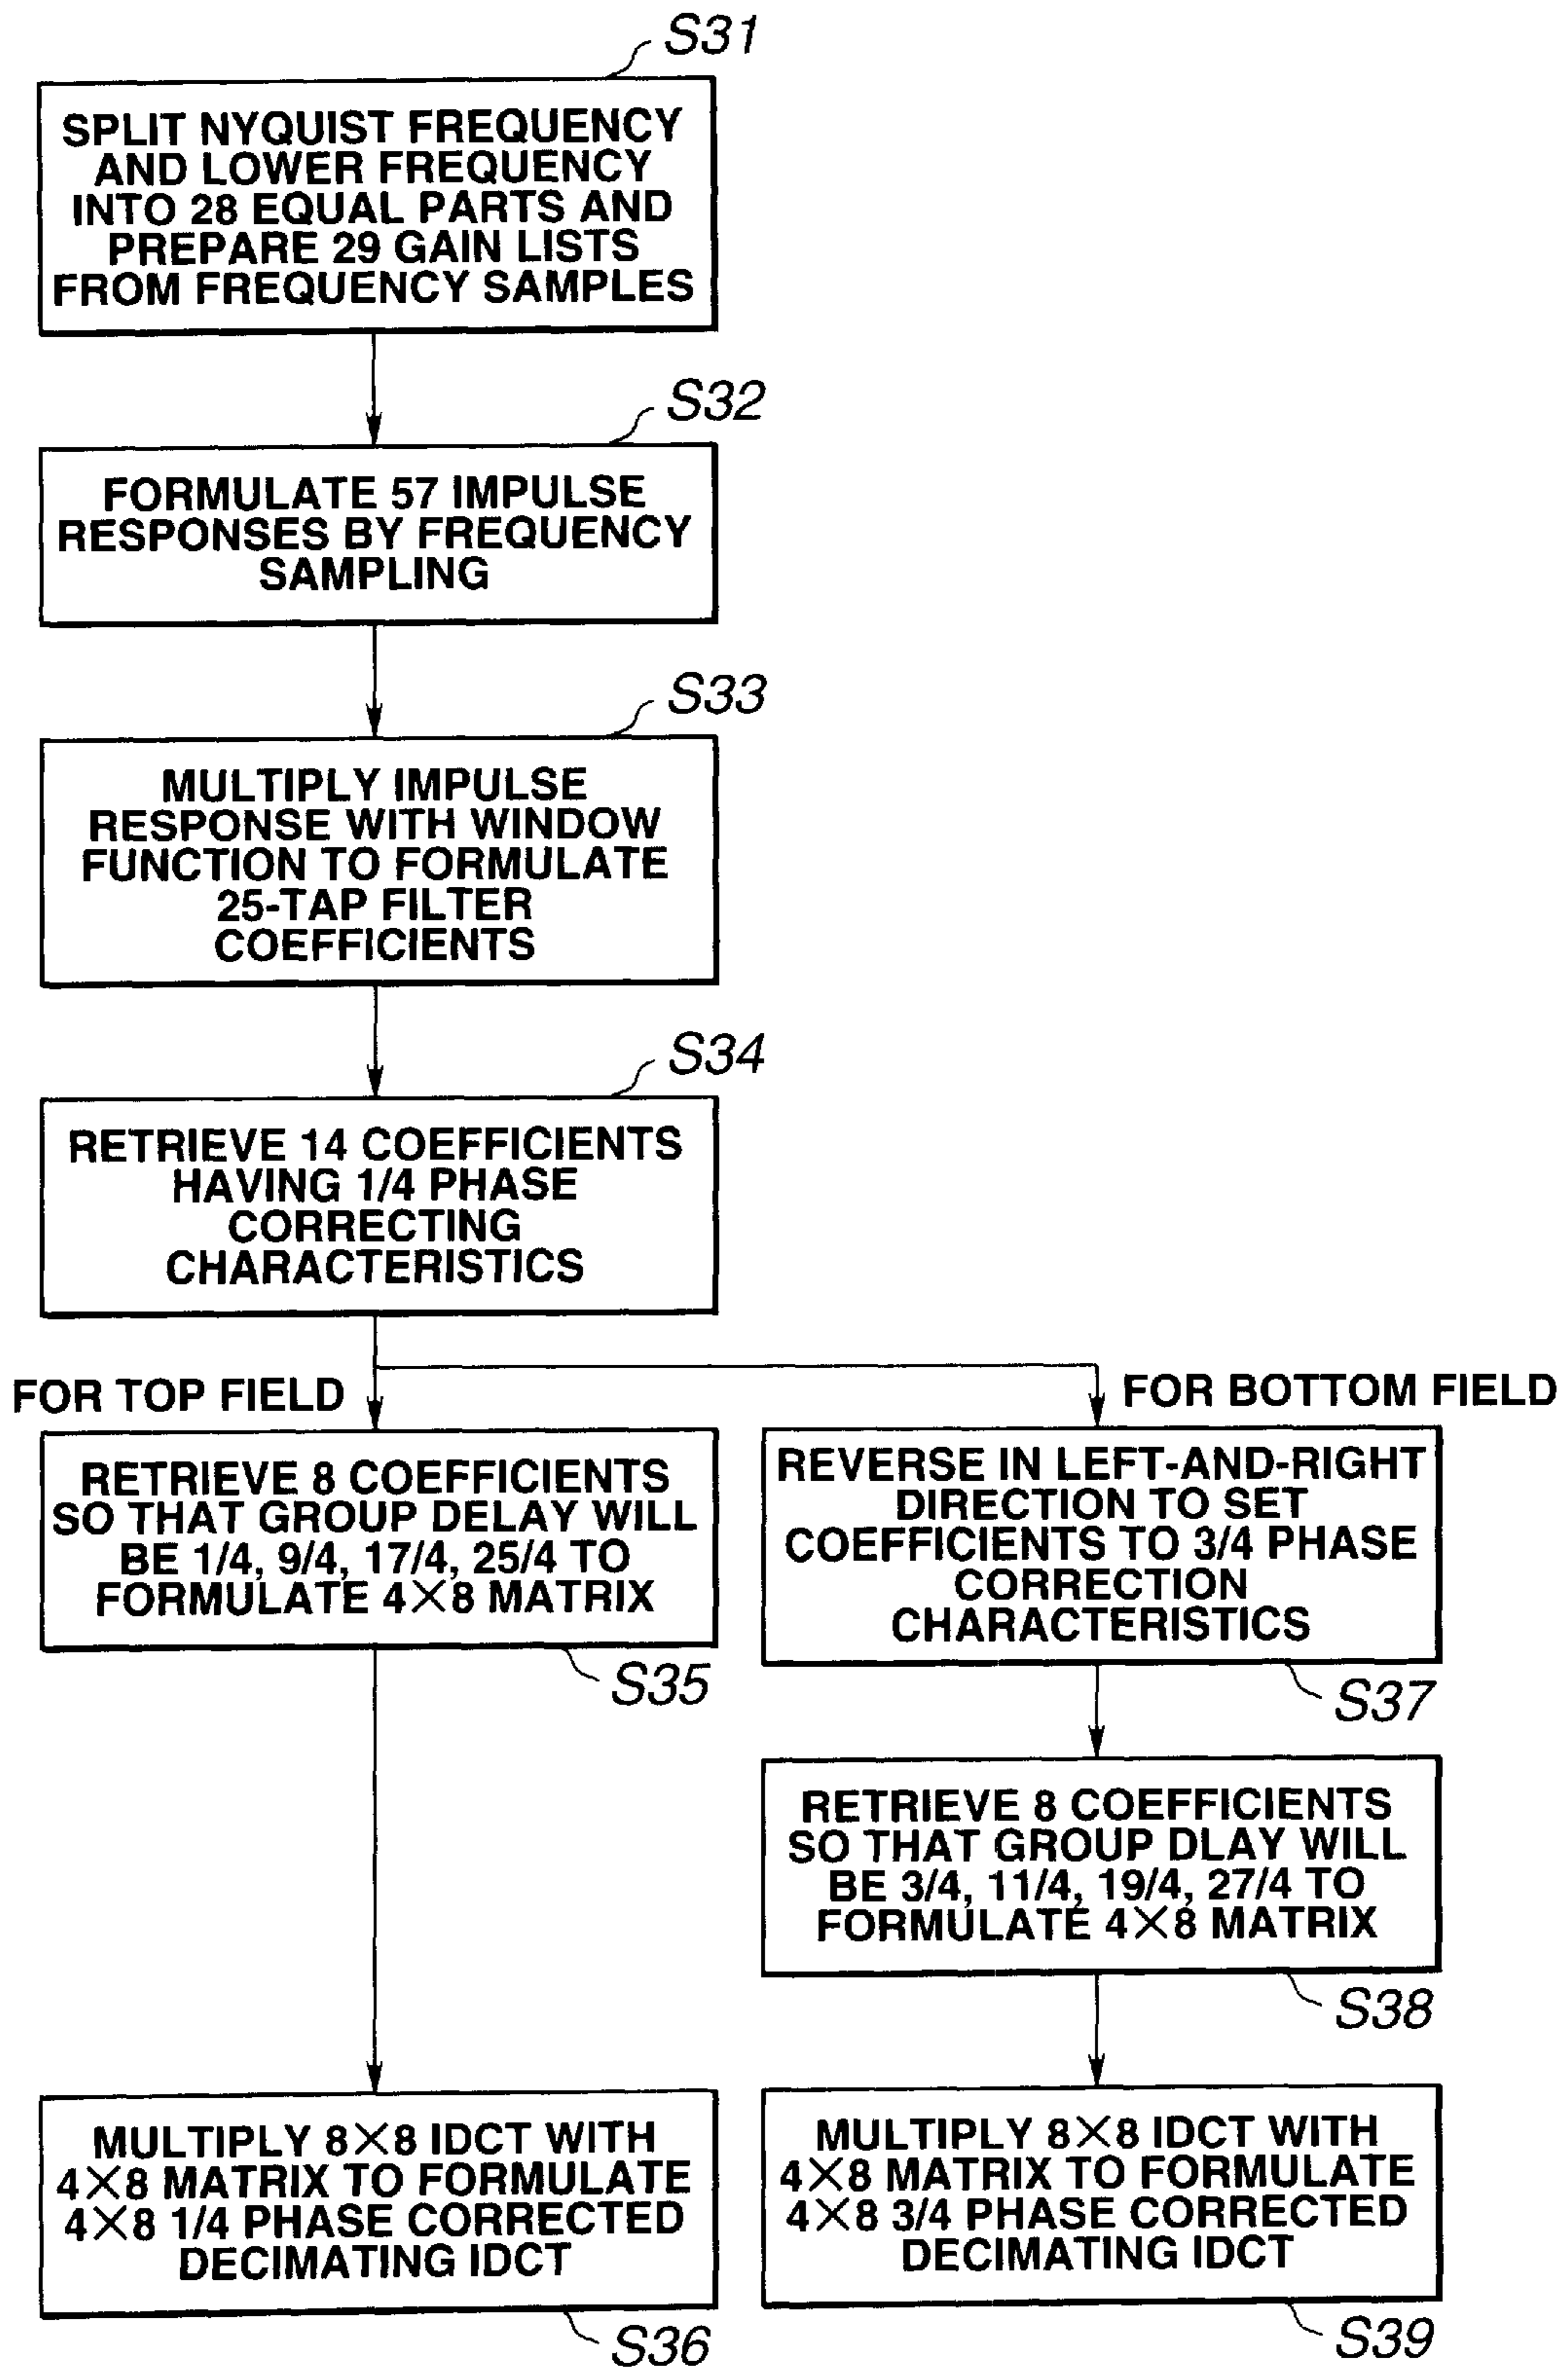 S31
SPLIT NYQUIST FREQUENCY
AND LOWER FREQUENCY
INTO 28 EQUAL PARTS AND
PREPARE 29 GAIN LISTS
FROM FREQUENCY SAMPLES
S32
FORMULATE 57 IMPULSE
RESPONSES BY FREQUENCY
SAMPLING
S33
MULTIPLY IMPULSE
RESPONSE WITH WINDOW
FUNCTION TO FORMULATE
25-TAP FILTER
COEFFICIENTS
S34
RETRIEVE 14 COEFFICIENTS
HAVING 1/4 PHASE
CORRECTING
CHARACTERISTICS
FOR TOP FIELD
RETRIEVE 8 COEFFICIENTS
SO THAT GROUP DELAY WILL
BE 1/4, 9/4, 17/4, 25/4 TO
FORMULATE 4×8 MATRIX
S35
MULTIPLY 8×8 IDCT WITH
4×8 MATRIX TO FORMULATE
4×8 1/4 PHASE CORRECTED
DECIMATING IDCT
S36
FOR BOTTOM FIELD
REVERSE IN LEFT-AND-RIGHT
DIRECTION TO SET
COEFFICIENTS TO 3/4 PHASE
CORRECTION
CHARACTERISTICS
S37
RETRIEVE 8 COEFFICIENTS
SO THAT GROUP DLAY WILL
BE 3/4, 11/4, 19/4, 27/4 TO
FORMULATE 4×8 MATRIX
S38
MULTIPLY 8×8 IDCT WITH
4×8 MATRIX TO FORMULATE
4×8 3/4 PHASE CORRECTED
DECIMATING IDCT
S39